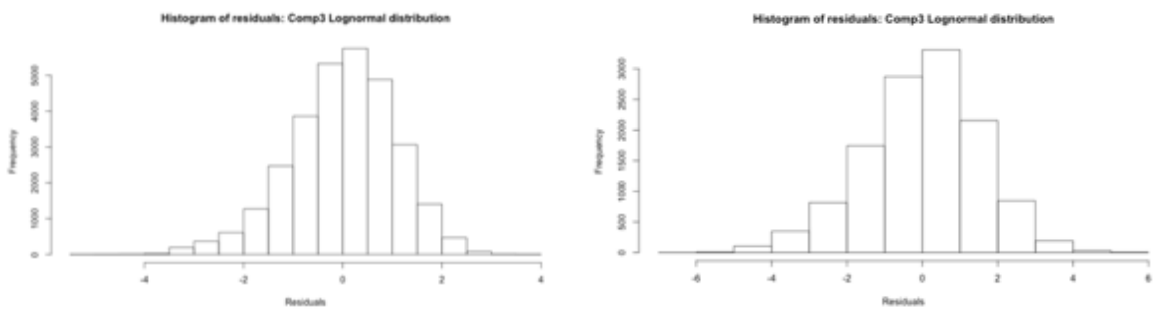 Histogram of residuals: Comp3 Lognormal distribution
Frequency
5000
4000
3000
2000
1000
0
-4 -2 0 2 4
Residuals
Histogram of residuals: Comp3 Lognormal distribution
Frequency
3000
2500
2000
1500
1000
500
0
-6 -4 -2 0 2 4 6
Residuals